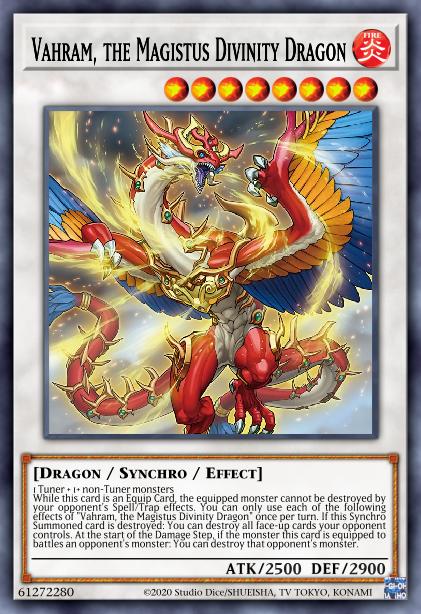 VAHRAM, THE MAGISTUS DIVINITY DRAGON
FIRE
炎
[DRAGON / SYNCHRO / EFFECT]
1 Tuner + 1+ non-Tuner monsters
While this card is an Equip Card, the equipped monster cannot be destroyed by
your opponent's Spell/Trap effects. You can only use each of the following
effects of "Vahram, the Magistus Divinity Dragon" once per turn. If this Synchro
Summoned card is destroyed: You can destroy all face-up cards your opponent
controls. At the start of the Damage Step, if the monster this card is equipped to
battles an opponent's monster: You can destroy that opponent's monster.
ATK/2500 DEF/2900
61272280
©2020 Studio Dice/SHUEISHA, TV TOKYO, KONAMI